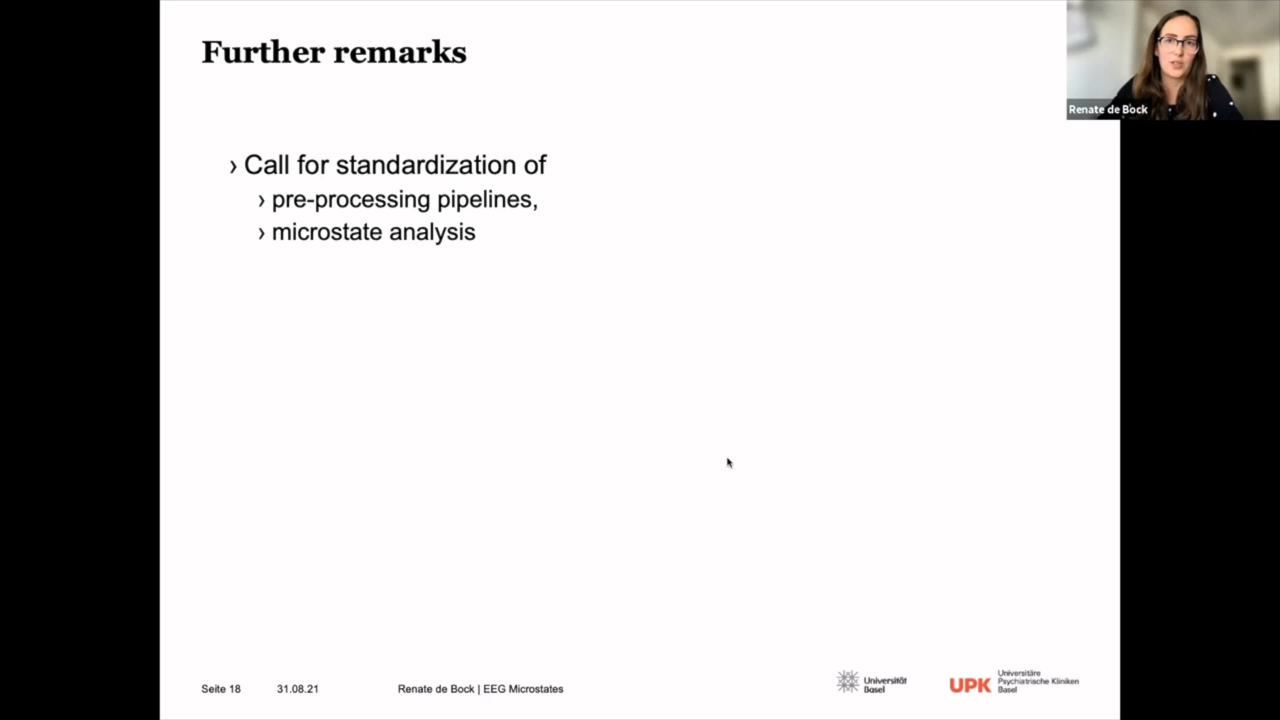 Further remarks
Renate de Bock
› Call for standardization of
› pre-processing pipelines,
› microstate analysis
Seite 18
31.08.21
Renate de Bock | EEG Microstates
Universität
Basel
UPK
Universitäre
Psychiatrische Kliniken
Basel